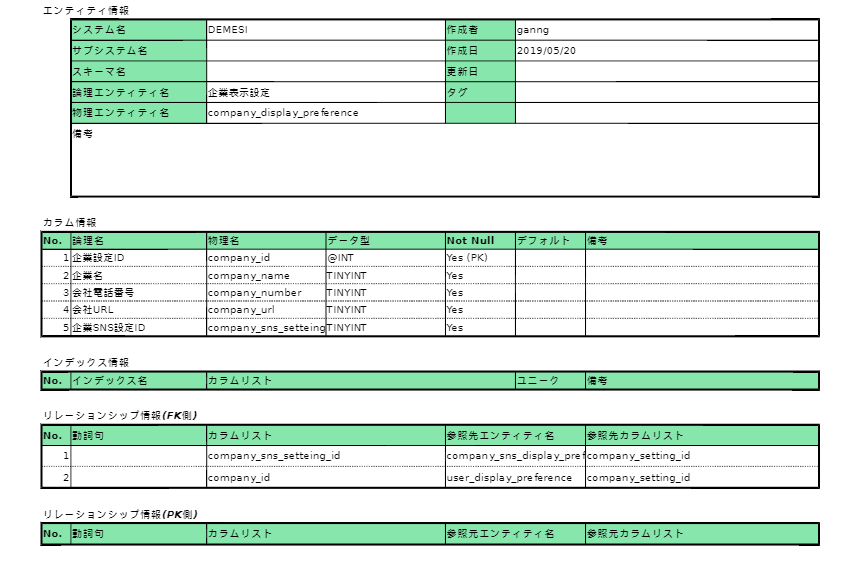 エンティティ情報
システム名 DEMESI 作成者 ganng
サブシステム名 作成日 2019/05/20
スキーマ名 更新日
論理エンティティ名 企業表示設定 タグ
物理エンティティ名 company_display_preference
備考
カラム情報
No. 論理名 物理名 データ型 Not Null デフォルト 備考
1 企業設定ID company_id @INT Yes (PK)
2 企業名 company_name TINYINT Yes
3 会社電話番号 company_number TINYINT Yes
4 会社URL company_url TINYINT Yes
5 企業SNS設定ID company_sns_setteing TINYINT Yes
インデックス情報
No. インデックス名 カラムリスト ユニーク 備考
リレーションシップ情報(FK側)
No. 動詞句 カラムリスト 参照先エンティティ名 参照先カラムリスト
1 company_sns_setteing_id company_sns_display_pref company_setting_id
2 company_id user_display_preference company_setting_id
リレーションシップ情報(PK側)
No. 動詞句 カラムリスト 参照元エンティティ名 参照元カラムリスト